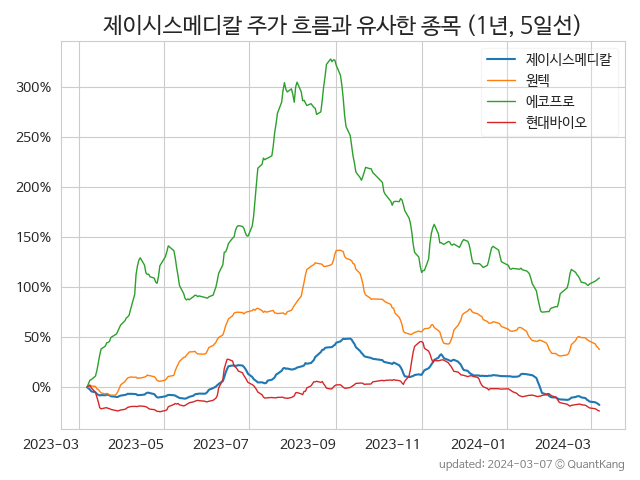 제이시스메디칼 주가 흐름과 유사한 종목 (1년, 5일선)
제이시스메디칼
원텍
에코프로
현대바이오
300%
250%
200%
150%
100%
50%
0%
2023-03
2023-05
2023-07
2023-09
2023-11
2024-01
2024-03
updated: 2024-03-07 © QuantKang